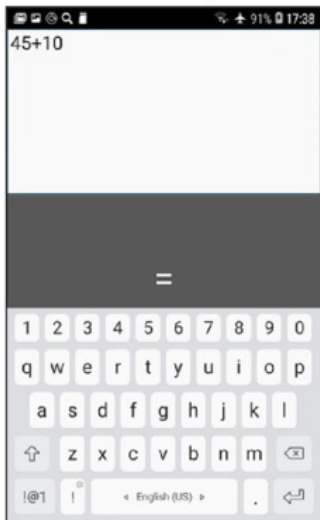 91% 17:38
45+10
=
1 2 3 4 5 6 7 8 9 0
q w e r t y u i o p
a s d f g h j k l
z x c v b n m
!@1 ! English (US) .